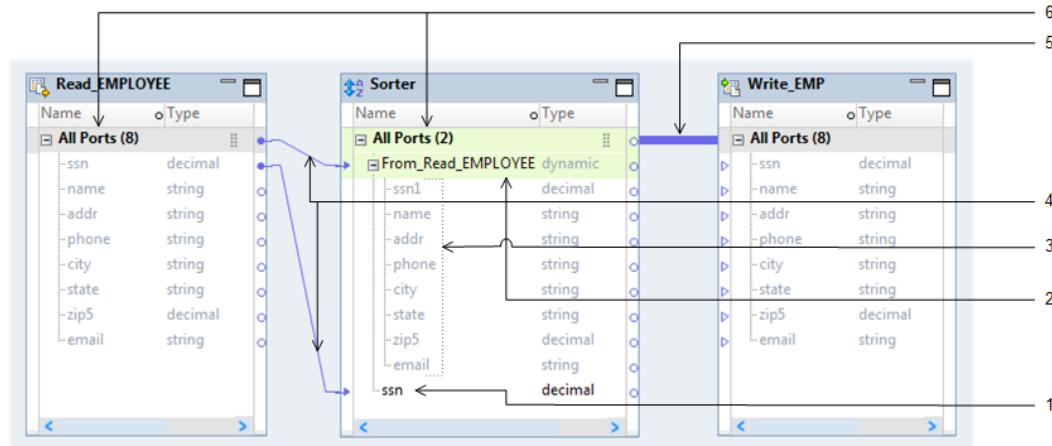 6
5
Read_EMPLOYEE
Name Type
All Ports (8)
ssn decimal
name string
addr string
phone string
city string
state string
zip5 decimal
email string
Sorter
Name Type
All Ports (2)
From_Read_EMPLOYEE dynamic
ssn1 decimal
name string
addr string
phone string
city string
state string
zip5 decimal
email string
ssn decimal
Write_EMP
Name Type
All Ports (8)
ssn decimal
name string
addr string
phone string
city string
state string
zip5 decimal
email string
4
3
2
1